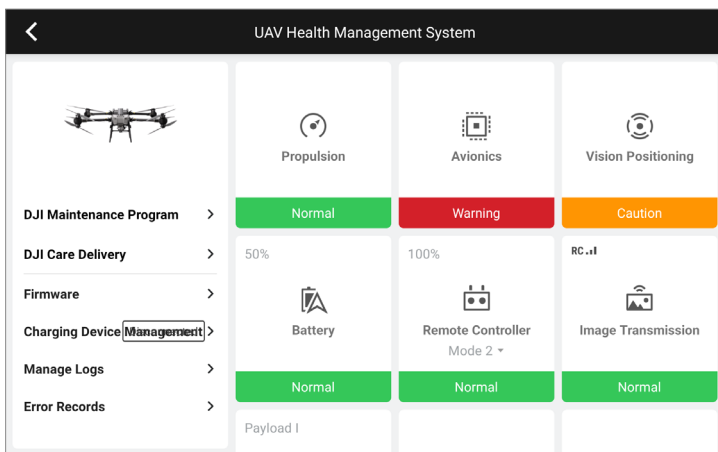 UAV Health Management System
DJI Maintenance Program
DJI Care Delivery
Firmware
Charging Device Management
Manage Logs
Error Records
Propulsion
Normal
Avionics
Warning
Vision Positioning
Caution
50%
Battery
Normal
100%
Remote Controller
Mode 2
Normal
RC
Image Transmission
Normal
Payload I